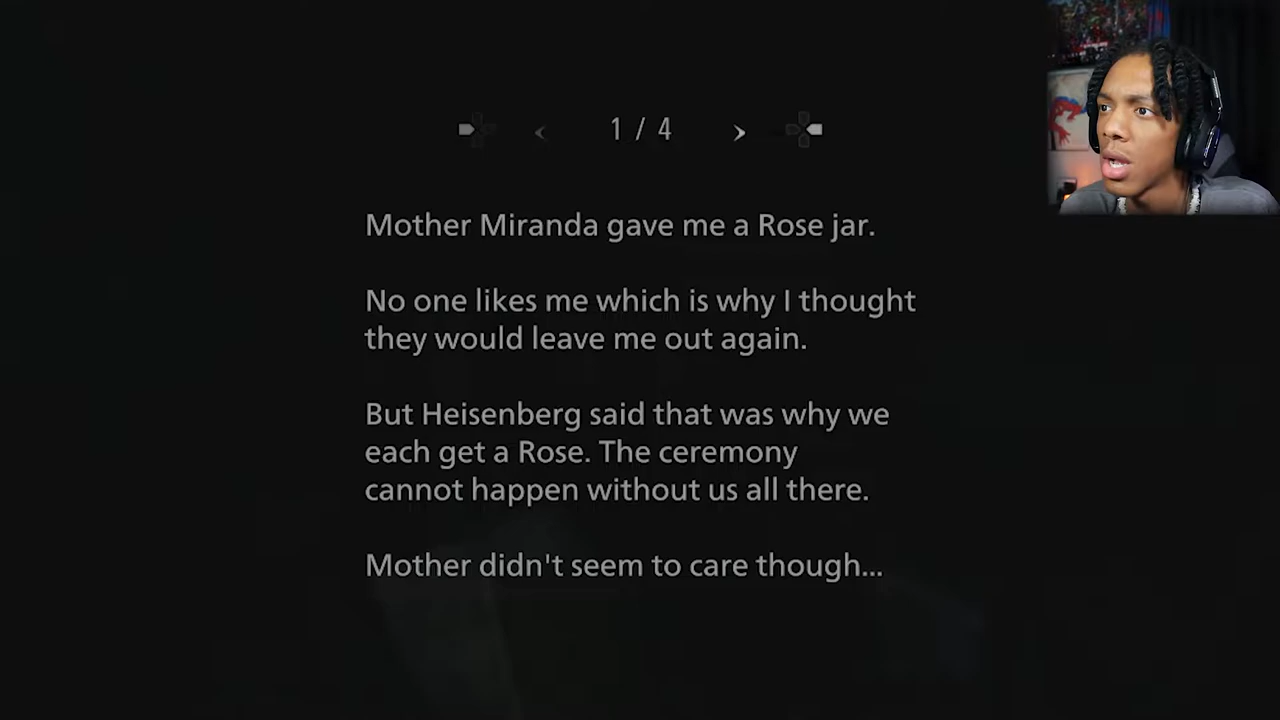 1 / 4
Mother Miranda gave me a Rose jar.
No one likes me which is why I thought
they would leave me out again.
But Heisenberg said that was why we
each get a Rose. The ceremony
cannot happen without us all there.
Mother didn't seem to care though...